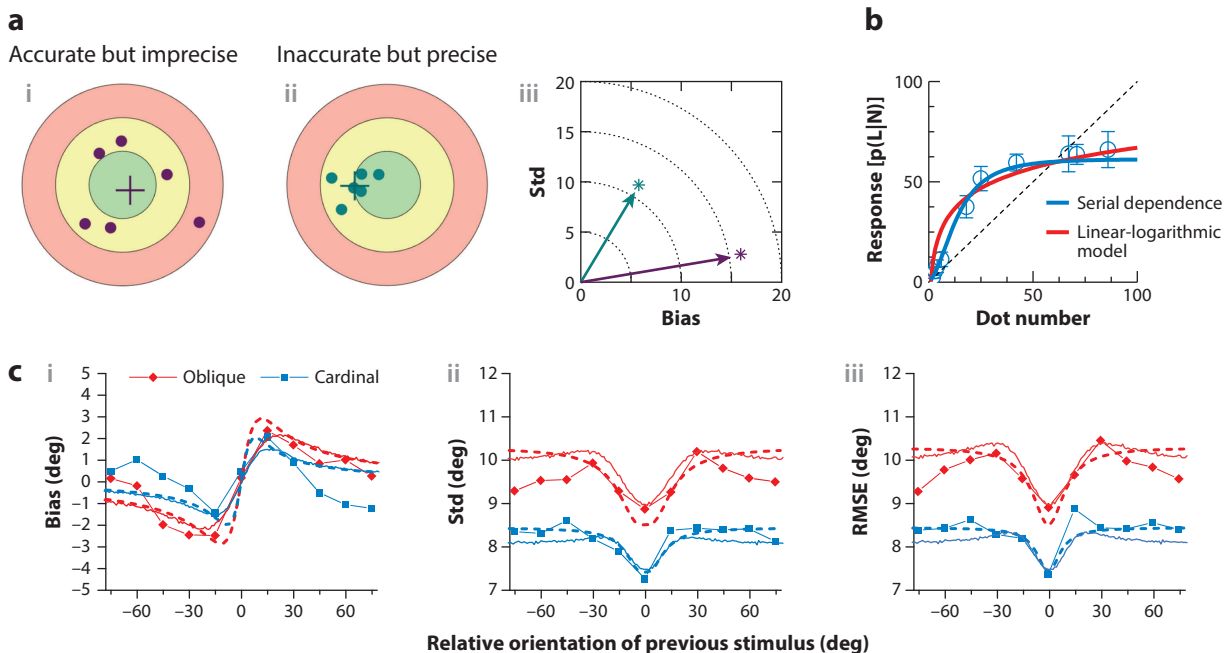 a
Accurate but imprecise
Inaccurate but precise
i
ii
iii
20
15
10
5
0
Std
0
10
20
Bias
b
100
50
0
Response [p(L|N)]
0
50
100
Dot number
Serial dependence
Linear-logarithmic
model
c
i
Oblique
Cardinal
5
4
3
2
1
0
−1
−2
−3
−4
−5
Bias (deg)
−60
−30
0
30
60
ii
12
11
10
9
8
7
Std (deg)
−60
−30
0
30
60
iii
12
11
10
9
8
7
RMSE (deg)
−60
−30
0
30
60
Relative orientation of previous stimulus (deg)